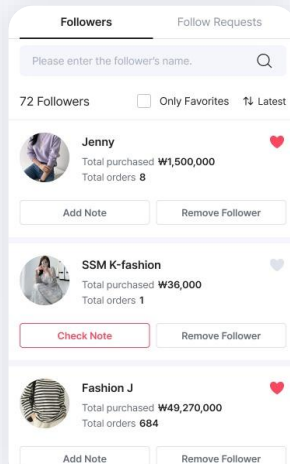 Followers Follow Requests
Please enter the follower's name.
72 Followers Only Favorites ⇅ Latest
Jenny
Total purchased ₩1,500,000
Total orders 8
Add Note Remove Follower
SSM K-fashion
Total purchased ₩36,000
Total orders 1
Check Note Remove Follower
Fashion J
Total purchased ₩49,270,000
Total orders 684
Add Note Remove Follower